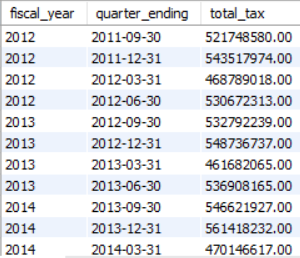 fiscal_year quarter_ending total_tax
2012 2011-09-30 521748580.00
2012 2011-12-31 543517974.00
2012 2012-03-31 468789018.00
2012 2012-06-30 530672313.00
2013 2012-09-30 532792239.00
2013 2012-12-31 548736737.00
2013 2013-03-31 461682065.00
2013 2013-06-30 536908165.00
2014 2013-09-30 546621927.00
2014 2013-12-31 561418232.00
2014 2014-03-31 470146617.00